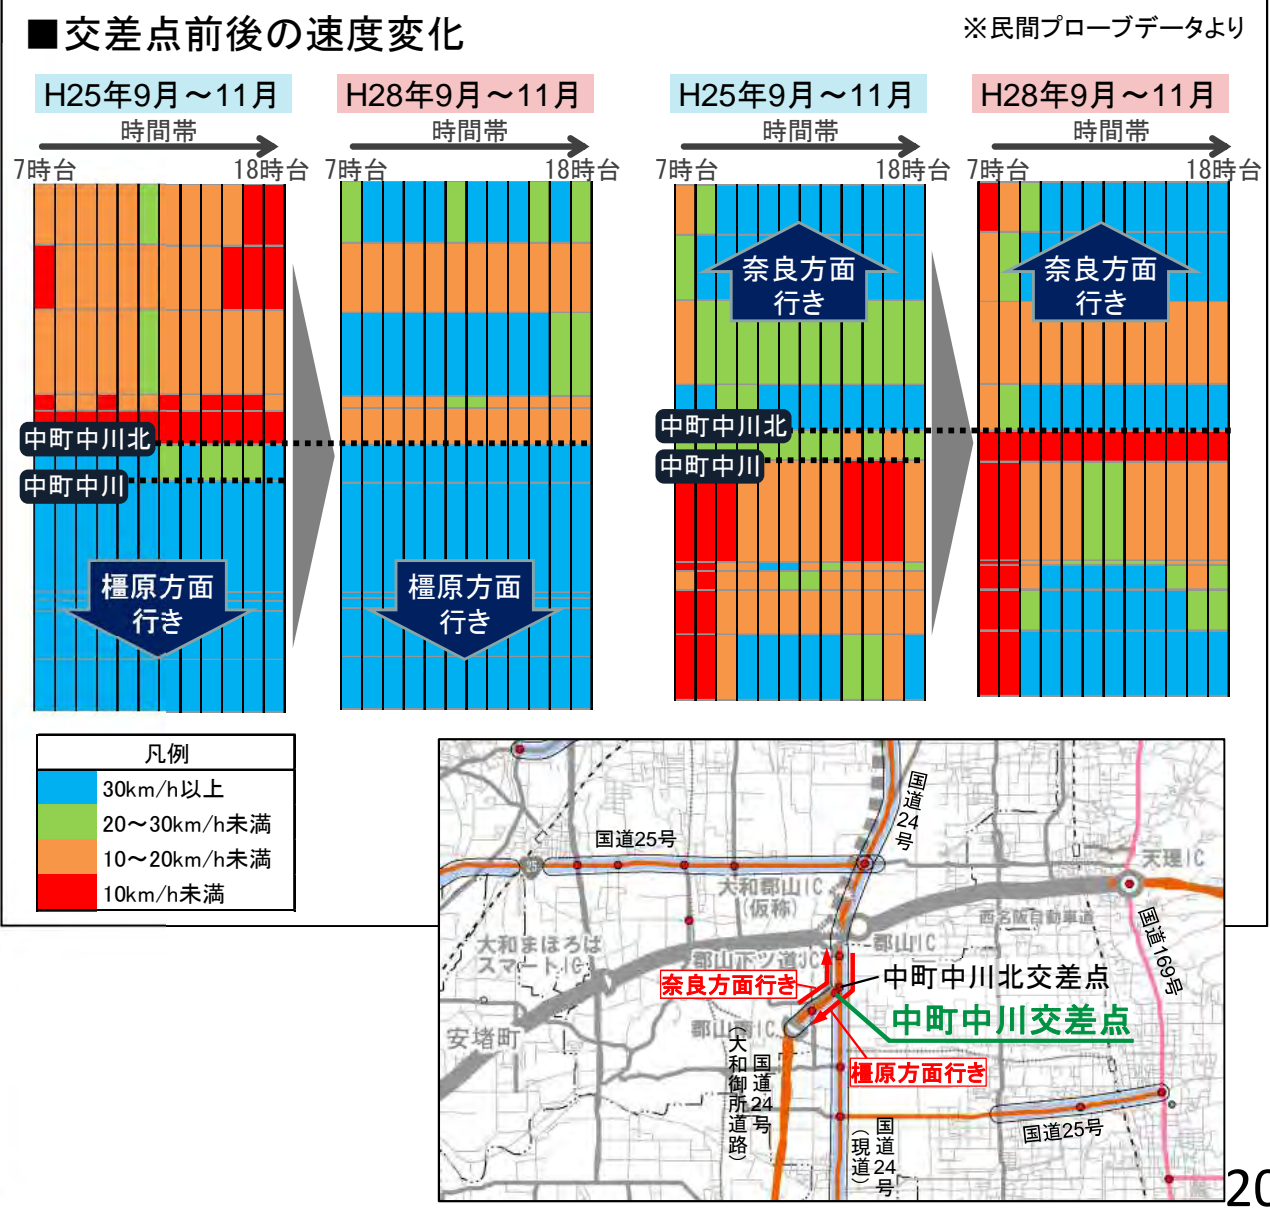 ■交差点前後の速度変化
※民間プローブデータより
H25年9月～11月
H28年9月～11月
H25年9月～11月
H28年9月～11月
時間帯
時間帯
時間帯
時間帯
7時台
18時台
7時台
18時台
7時台
18時台
7時台
18時台
奈良方面
行き
奈良方面
行き
中町中川北
中町中川
中町中川北
中町中川
橿原方面
行き
橿原方面
行き
凡例
30km/h以上
20～30km/h未満
10～20km/h未満
10km/h未満
国道24号
国道25号
天理IC
大和郡山IC
(仮称)
西名阪自動車道
国道169号
大和まほろば
スマートIC
郡山下ツ道JC
郡山IC
奈良方面行き
中町中川北交差点
中町中川交差点
郡山南IC
安堵町
橿原方面行き
国道24号
(大和御所道路)
国道24号
(現道)
国道25号
20